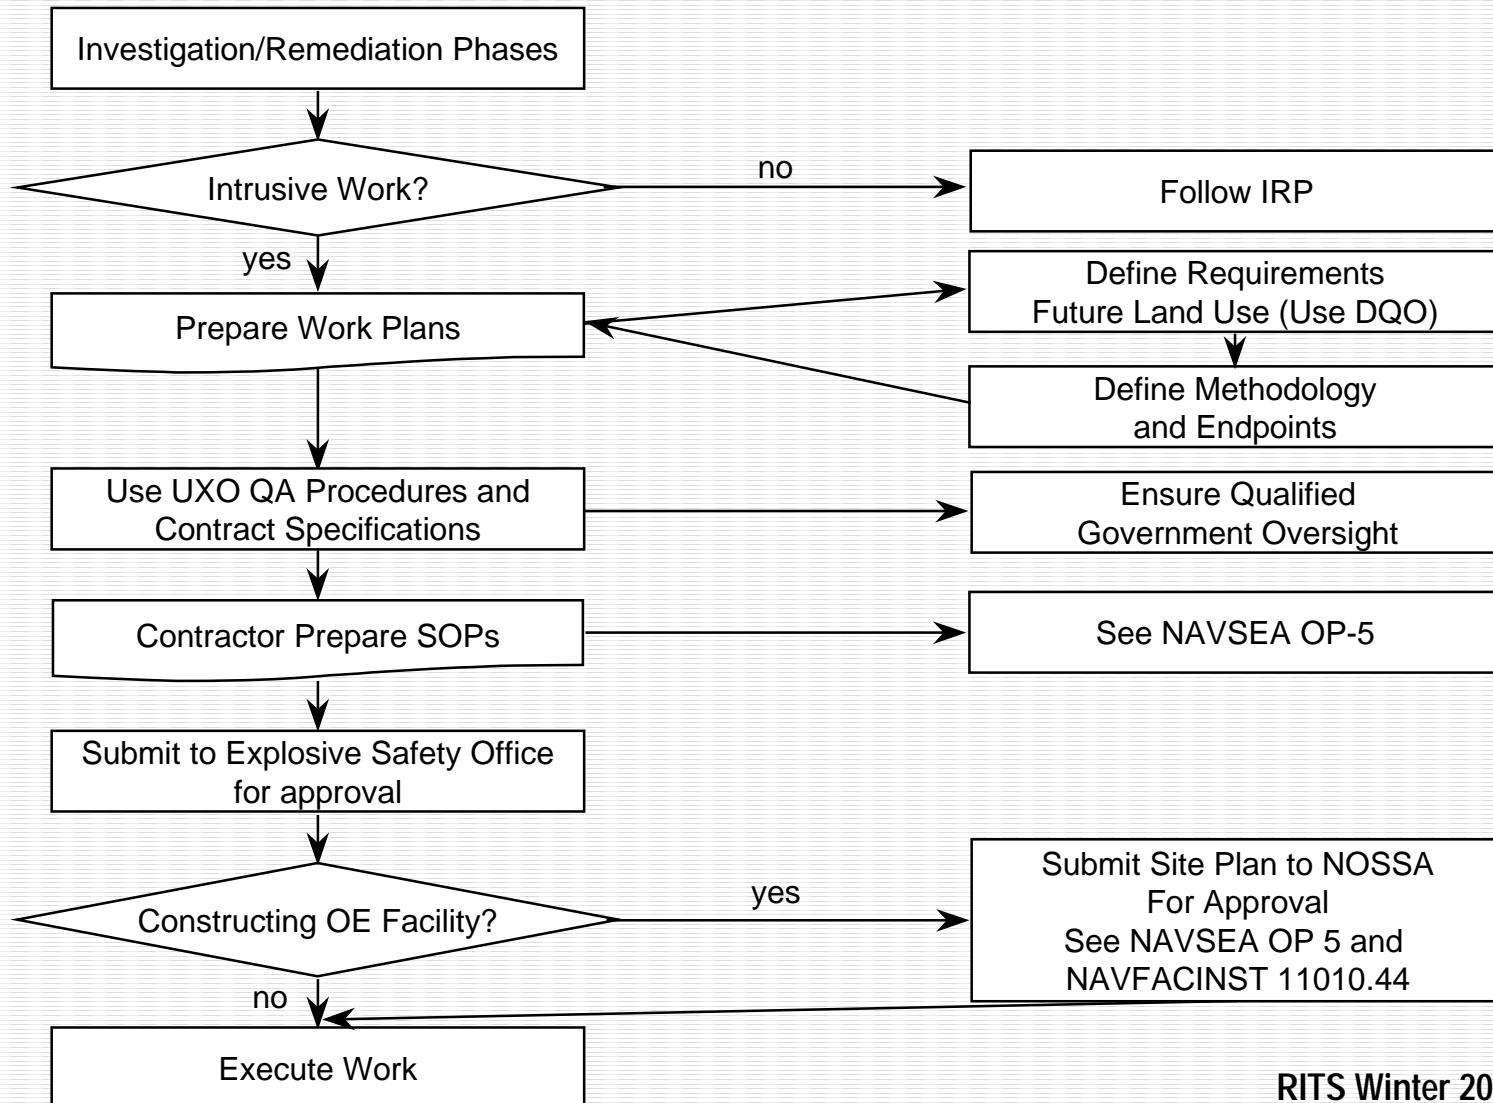 Investigation/Remediation Phases
Intrusive Work?
no
Follow IRP
yes
Prepare Work Plans
Define Requirements
Future Land Use (Use DQO)
Define Methodology
and Endpoints
Use UXO QA Procedures and
Contract Specifications
Ensure Qualified
Government Oversight
Contractor Prepare SOPs
See NAVSEA OP-5
Submit to Explosive Safety Office
for approval
Constructing OE Facility?
yes
Submit Site Plan to NOSSA
For Approval
See NAVSEA OP 5 and
NAVFACINST 11010.44
no
Execute Work
RITS Winter 20